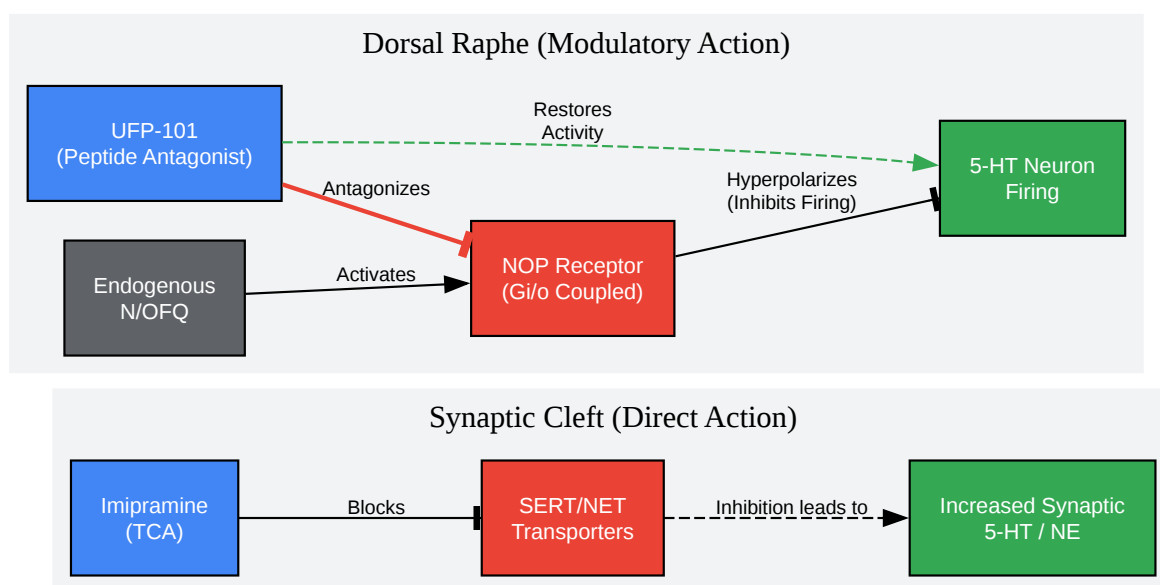 Dorsal Raphe (Modulatory Action)
UFP-101
(Peptide Antagonist)
Restores
Activity
5-HT Neuron
Firing
Antagonizes
Hyperpolarizes
(Inhibits Firing)
Endogenous
N/OFQ
Activates
NOP Receptor
(Gi/o Coupled)
Synaptic Cleft (Direct Action)
Imipramine
(TCA)
Blocks
SERT/NET
Transporters
Inhibition leads to
Increased Synaptic
5-HT / NE